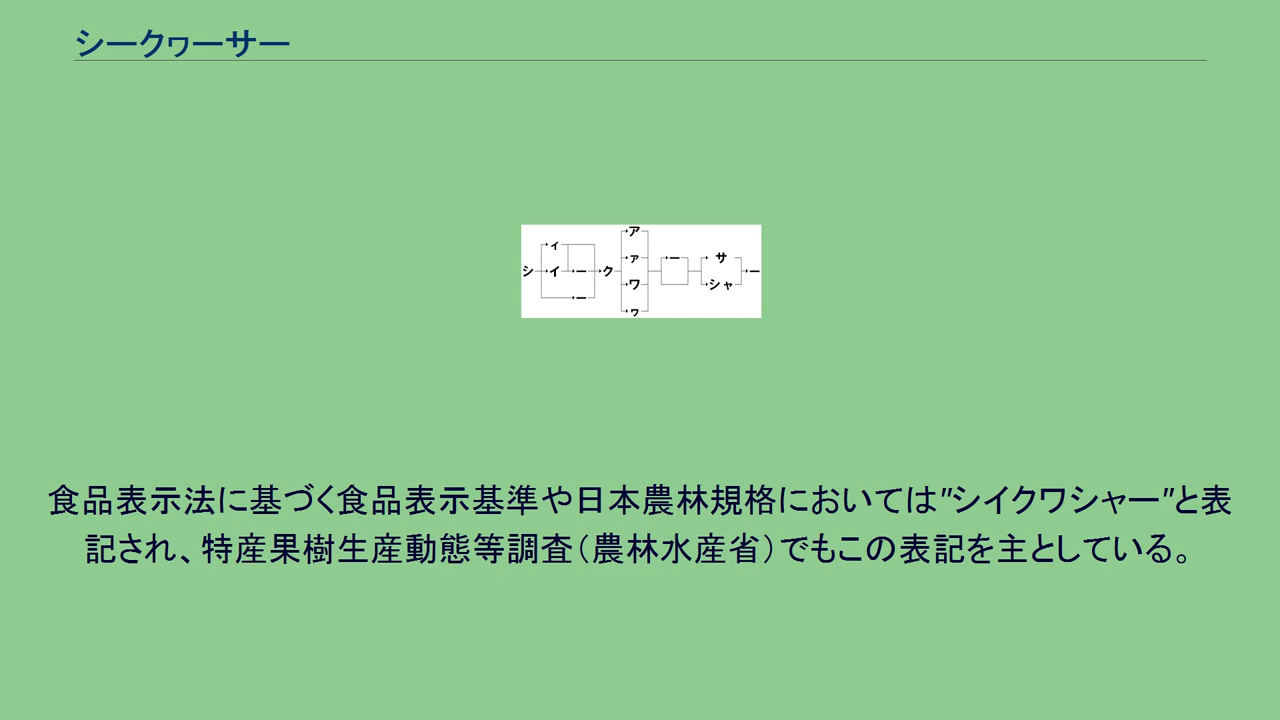 シークヮーサー
ア
ィ サ
ァ ー
シ イ ー ク ー
ワ シャ
ー
ヮ
食品表示法に基づく食品表示基準や日本農林規格においては"シイクワシャー"と表
記され、特産果樹生産動態等調査（農林水産省）でもこの表記を主としている。